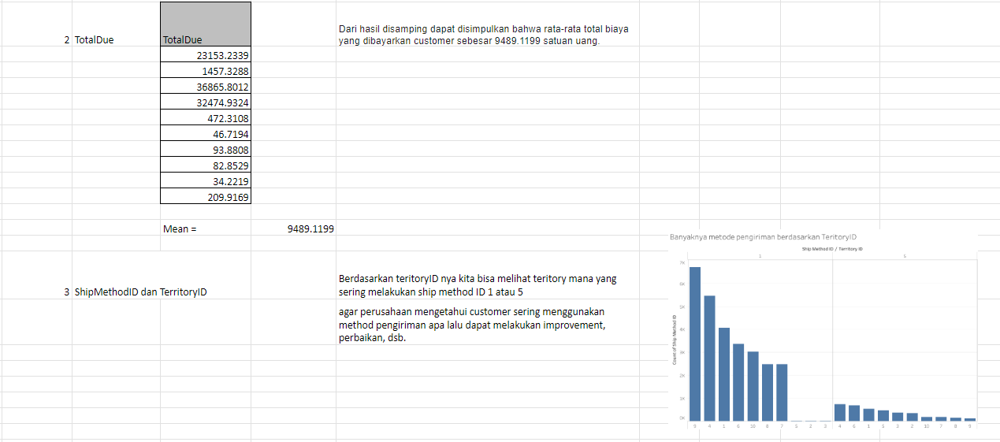 2 TotalDue TotalDue
Dari hasil disamping dapat disimpulkan bahwa rata-rata total biaya
yang dibayarkan customer sebesar 9489.1199 satuan uang.
23153.2339
1457.3288
36865.8012
32474.9324
472.3108
46.7194
93.8808
82.8529
34.2219
209.9169
Mean = 9489.1199
3 ShipMethodID dan TerritoryID
Berdasarkan teritoryID nya kita bisa melihat teritory mana yang
sering melakukan ship method ID 1 atau 5
agar perusahaan mengetahui customer sering menggunakan
method pengiriman apa lalu dapat melakukan improvement,
perbaikan, dsb.
Banyaknya metode pengiriman berdasarkan TeritoryID
Ship Method ID / Territory ID
1 5
7K
6K
5K
4K
3K
2K
1K
0K
Count of Ship Method ID
9 4 1 6 10 8 7 5 2 3 4 6 1 5 2 10 7 8 9